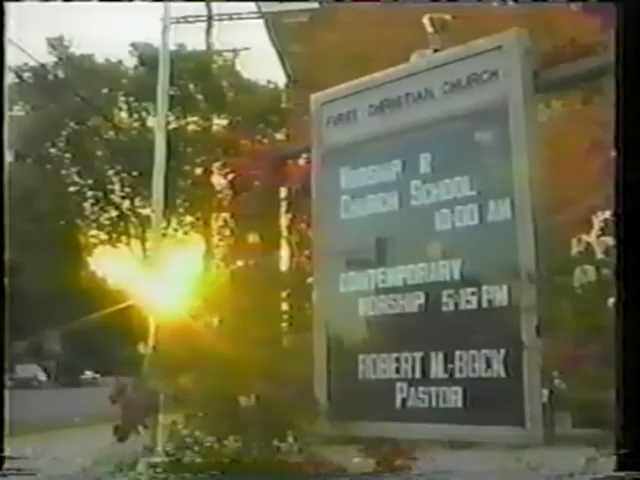 FIRST CHRISTIAN CHURCH
WORSHIP &
CHURCH SCHOOL
10:00 AM
CONTEMPORARY
WORSHIP 5:15 PM
ROBERT M. BOCK
PASTOR